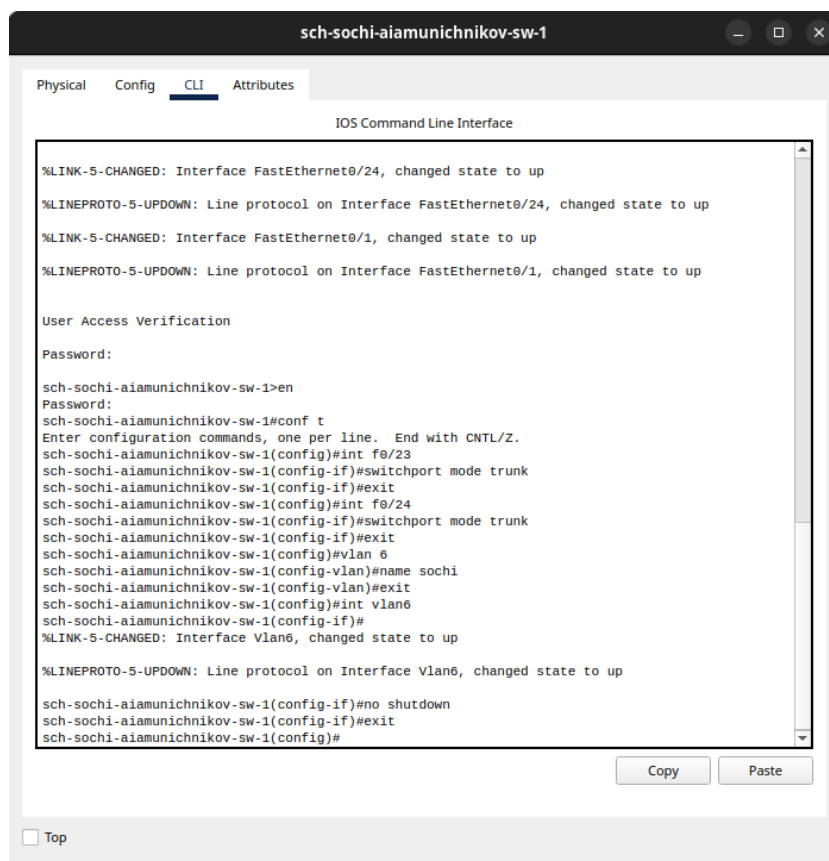 sch-sochi-aiamunichnikov-sw-1
Physical Config CLI Attributes
IOS Command Line Interface
%LINK-5-CHANGED: Interface FastEthernet0/24, changed state to up
%LINEPROTO-5-UPDOWN: Line protocol on Interface FastEthernet0/24, changed state to up
%LINK-5-CHANGED: Interface FastEthernet0/1, changed state to up
%LINEPROTO-5-UPDOWN: Line protocol on Interface FastEthernet0/1, changed state to up
User Access Verification
Password:
sch-sochi-aiamunichnikov-sw-1>en
Password:
sch-sochi-aiamunichnikov-sw-1#conf t
Enter configuration commands, one per line.  End with CNTL/Z.
sch-sochi-aiamunichnikov-sw-1(config)#int f0/23
sch-sochi-aiamunichnikov-sw-1(config-if)#switchport mode trunk
sch-sochi-aiamunichnikov-sw-1(config-if)#exit
sch-sochi-aiamunichnikov-sw-1(config)#int f0/24
sch-sochi-aiamunichnikov-sw-1(config-if)#switchport mode trunk
sch-sochi-aiamunichnikov-sw-1(config-if)#exit
sch-sochi-aiamunichnikov-sw-1(config)#vlan 6
sch-sochi-aiamunichnikov-sw-1(config-vlan)#name sochi
sch-sochi-aiamunichnikov-sw-1(config-vlan)#exit
sch-sochi-aiamunichnikov-sw-1(config)#int vlan6
sch-sochi-aiamunichnikov-sw-1(config-if)#
%LINK-5-CHANGED: Interface Vlan6, changed state to up
%LINEPROTO-5-UPDOWN: Line protocol on Interface Vlan6, changed state to up
sch-sochi-aiamunichnikov-sw-1(config-if)#no shutdown
sch-sochi-aiamunichnikov-sw-1(config-if)#exit
sch-sochi-aiamunichnikov-sw-1(config)#
Copy Paste
Top